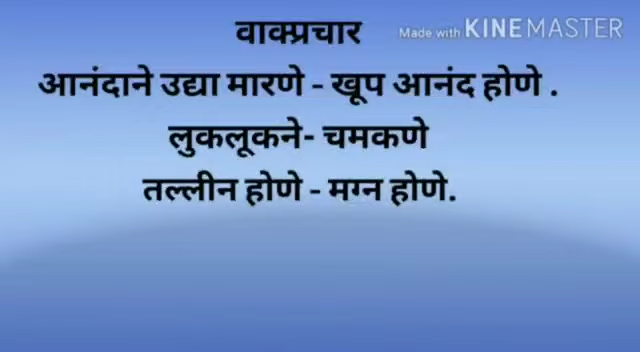 वाक्प्रचार
Made with KINEMASTER
आनंदाने उद्या मारणे - खूप आनंद होणे .
लुकलूकने- चमकणे
तल्लीन होणे - मग्न होणे.